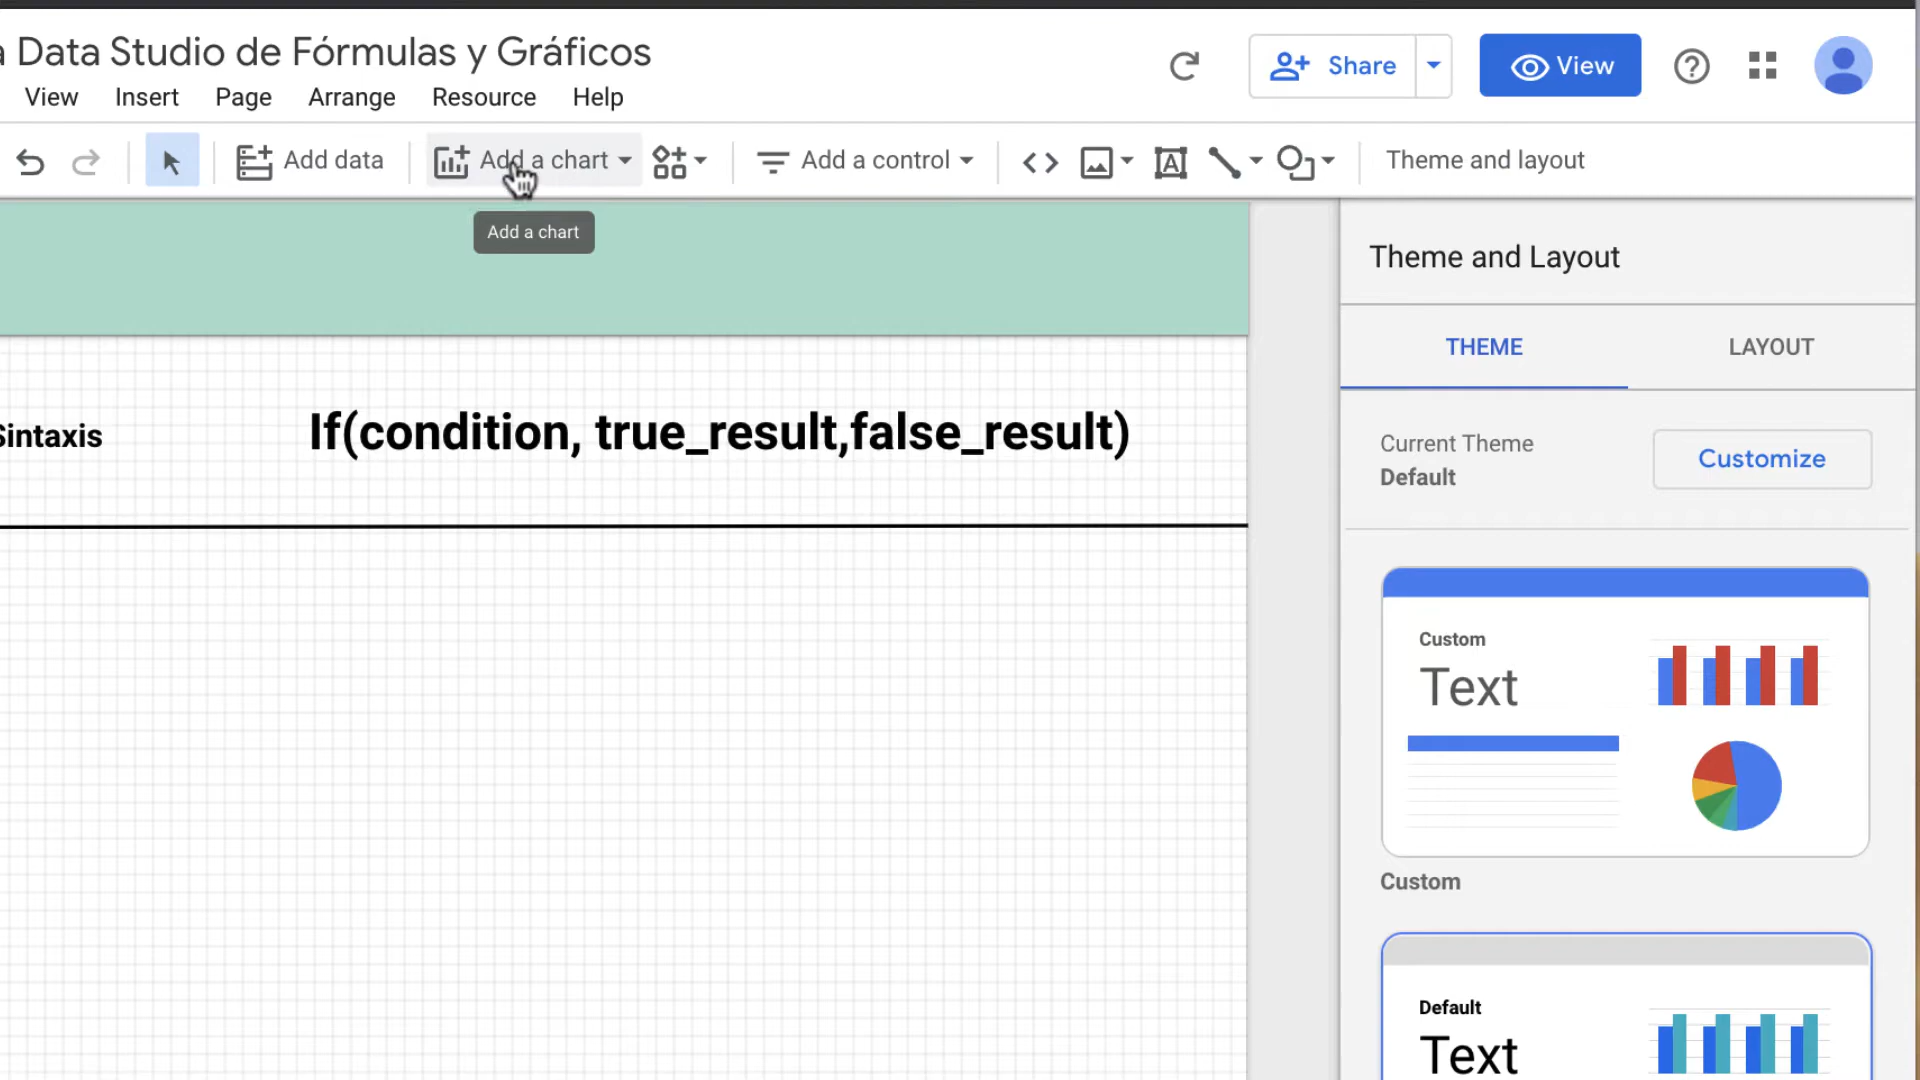 a Data Studio de Fórmulas y Gráficos
View Insert Page Arrange Resource Help
Share View
Add data Add a chart Add a control Theme and layout
Add a chart
Theme and Layout
THEME LAYOUT
Sintaxis If(condition, true_result,false_result)
Current Theme
Default
Customize
Custom
Text
Custom
Default
Text